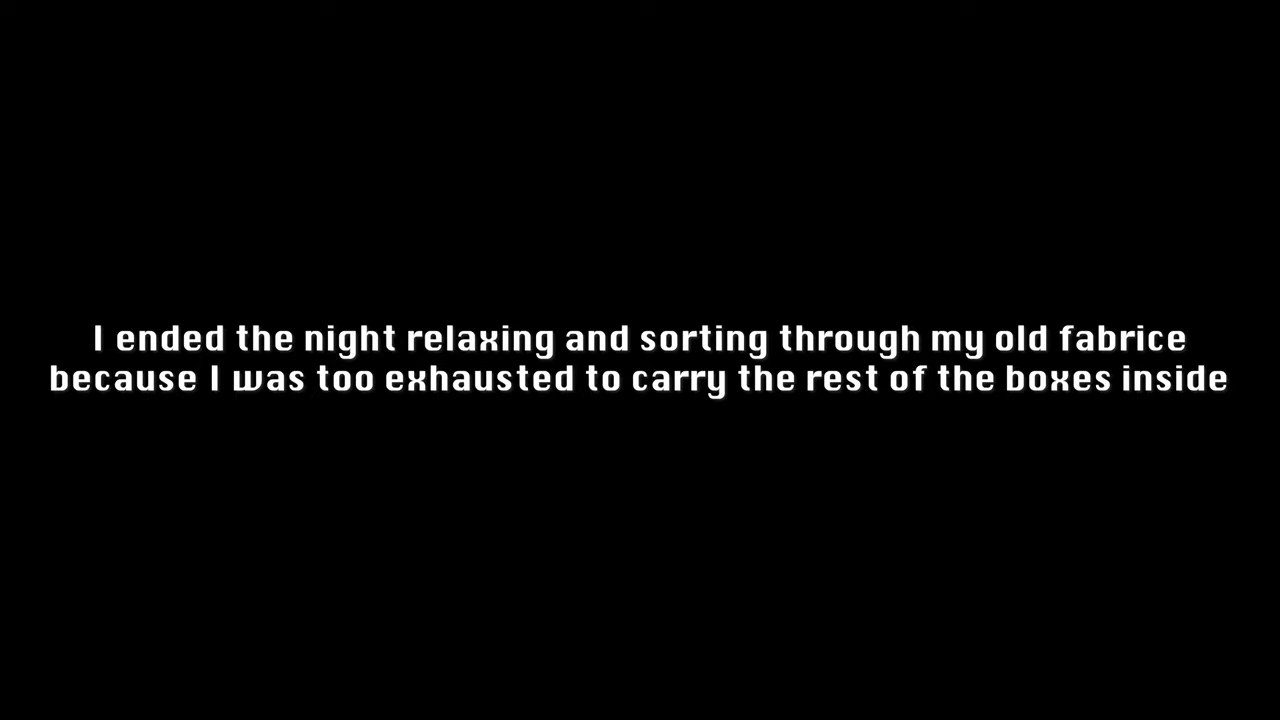 I ended the night relaxing and sorting through my old fabrice
because I was too exhausted to carry the rest of the boxes inside